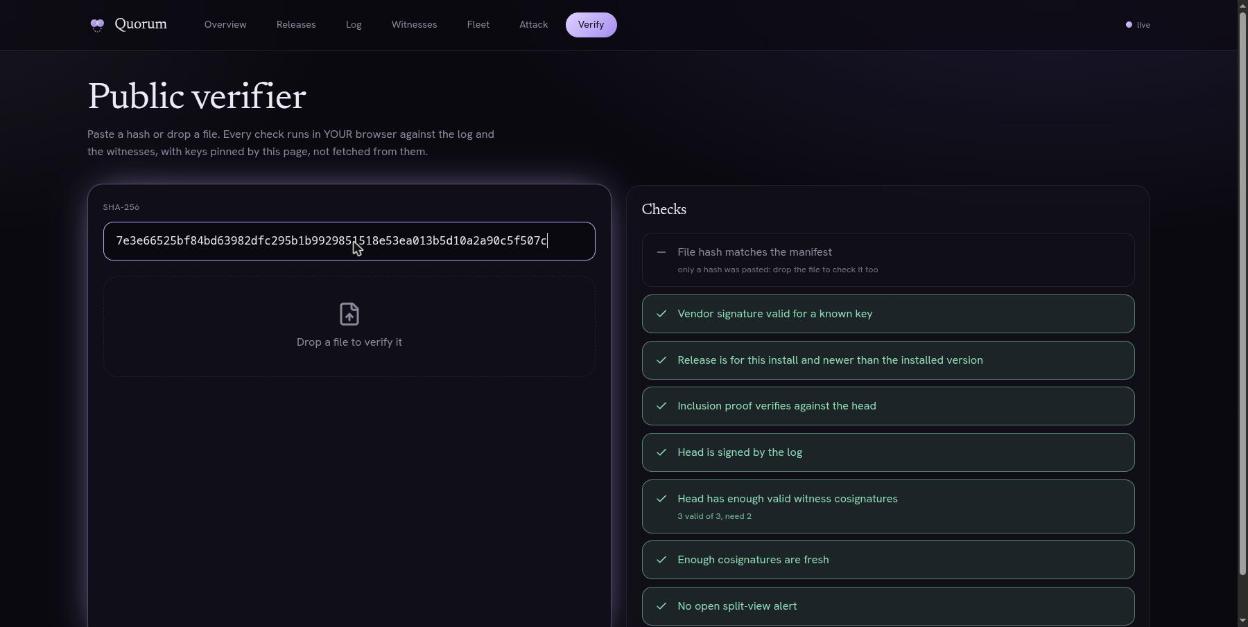 Quorum
Overview
Releases
Log
Witnesses
Fleet
Attack
Verify
live
Public verifier
Paste a hash or drop a file. Every check runs in YOUR browser against the log and
the witnesses, with keys pinned by this page, not fetched from them.
SHA-256
7e3e66525bf84bd63982dfc295b1b9929851518e53ea013b5d10a2a90c5f507c
Drop a file to verify it
Checks
File hash matches the manifest
only a hash was pasted: drop the file to check it too
Vendor signature valid for a known key
Release is for this install and newer than the installed version
Inclusion proof verifies against the head
Head is signed by the log
Head has enough valid witness cosignatures
3 valid of 3, need 2
Enough cosignatures are fresh
No open split-view alert